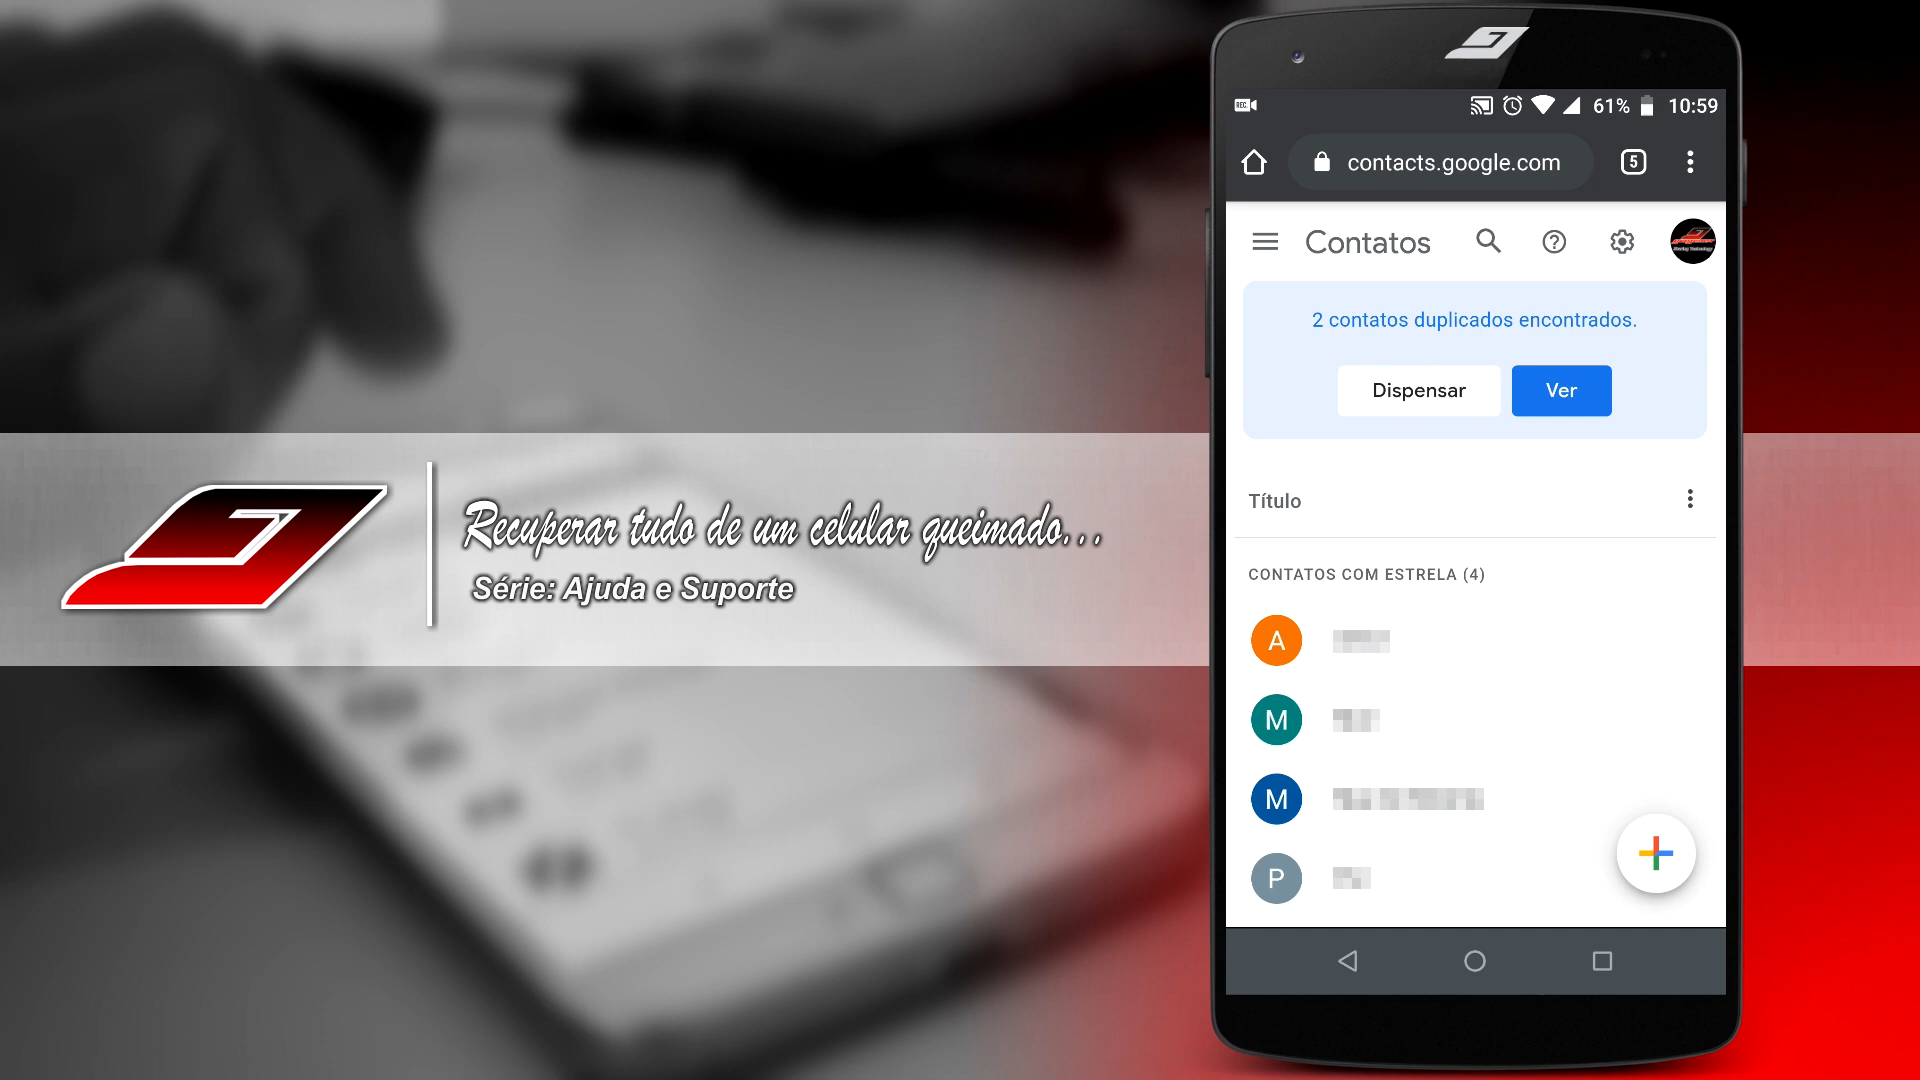 Recuperar tudo de um celular queimado...
Série: Ajuda e Suporte
REC
61% 10:59
contacts.google.com
5
Contatos
2 contatos duplicados encontrados.
Dispensar
Ver
Título
CONTATOS COM ESTRELA (4)
A
M
M
P